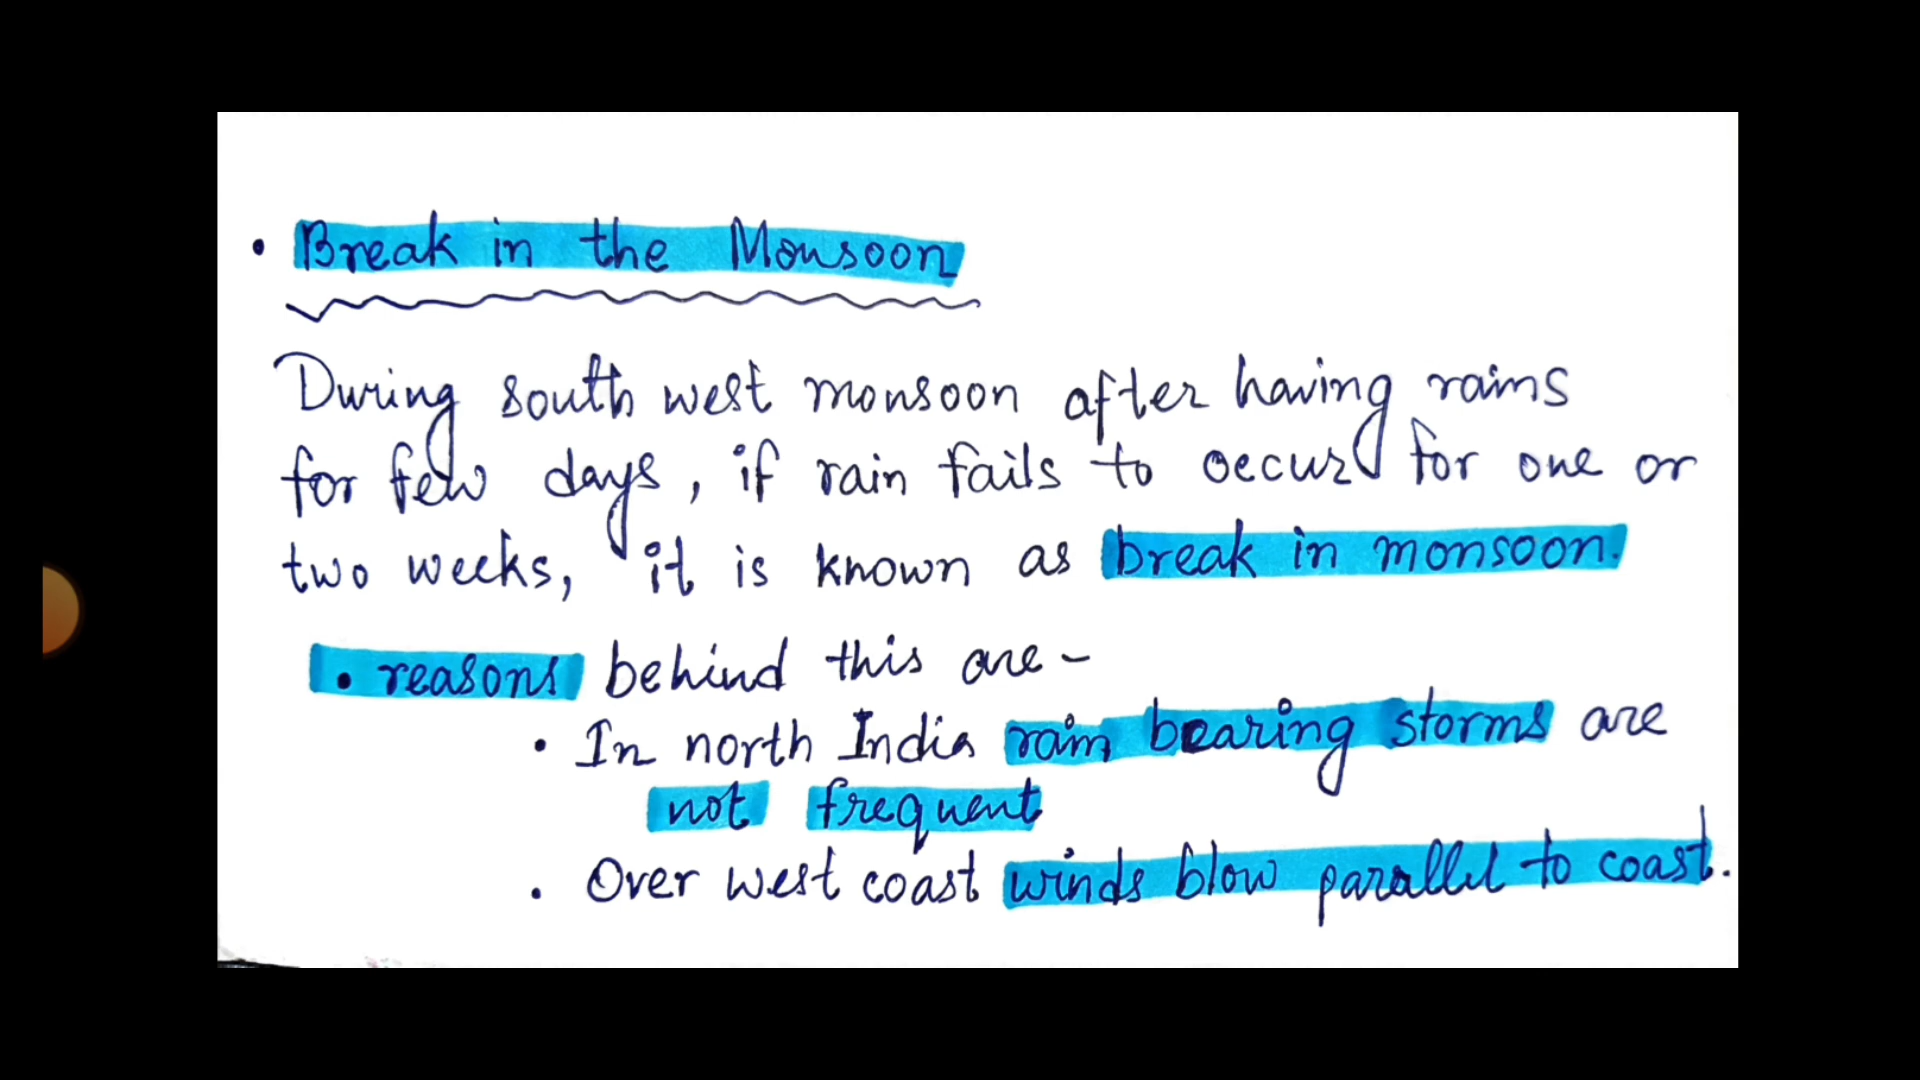 • Break in the Monsoon
During south west monsoon after having rains
for few days, if rain fails to occur for one or
two weeks, it is known as break in monsoon.
• reasons behind this are -
• In north India rain bearing storms are
not frequent
• Over west coast winds blow parallel to coast.